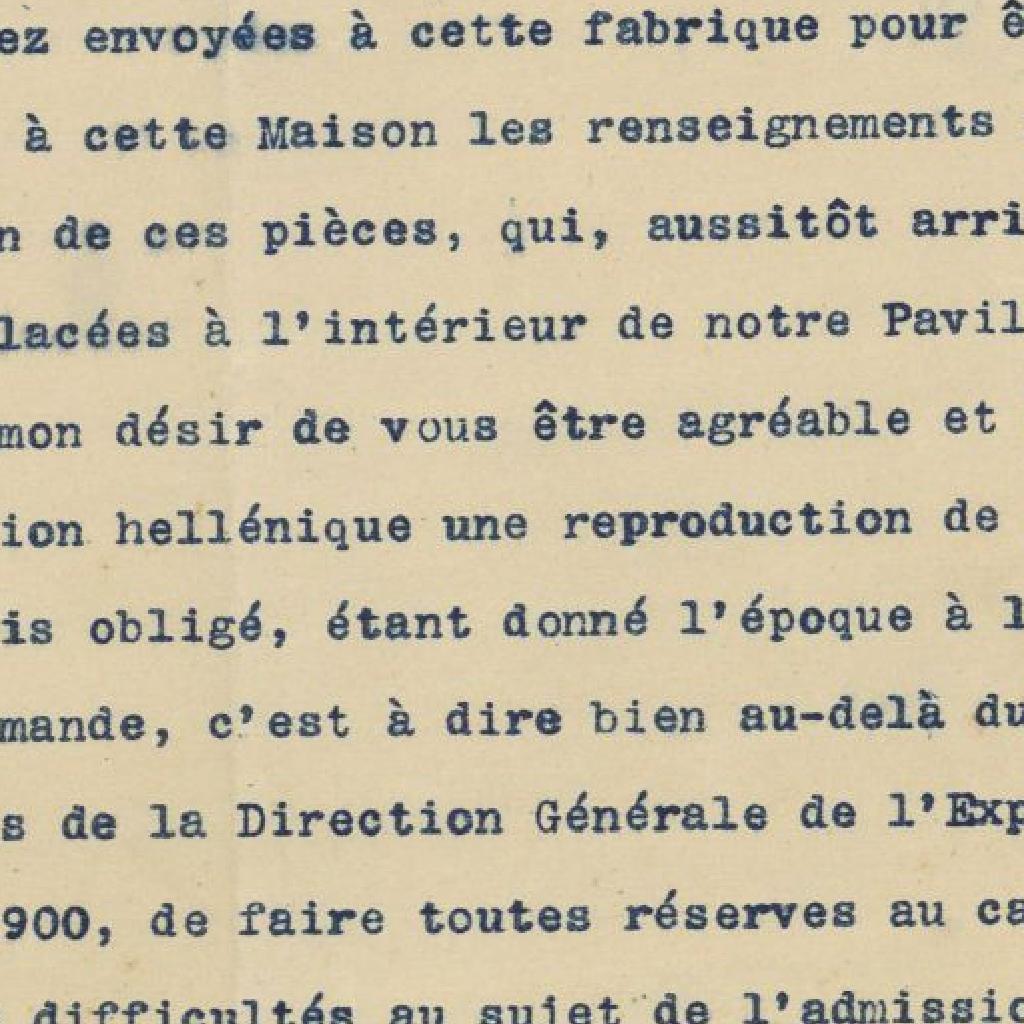 ez envoyées à cette fabrique pour ê
à cette Maison les renseignements
n de ces pièces, qui, aussitôt arri
lacées à l'intérieur de notre Pavil
mon désir de vous être agréable et
ion hellénique une reproduction de
is obligé, étant donné l'époque à l
mande, c'est à dire bien au-delà du
s de la Direction Générale de l'Exp
900, de faire toutes réserves au ca
difficultés au sujet de l'admissio